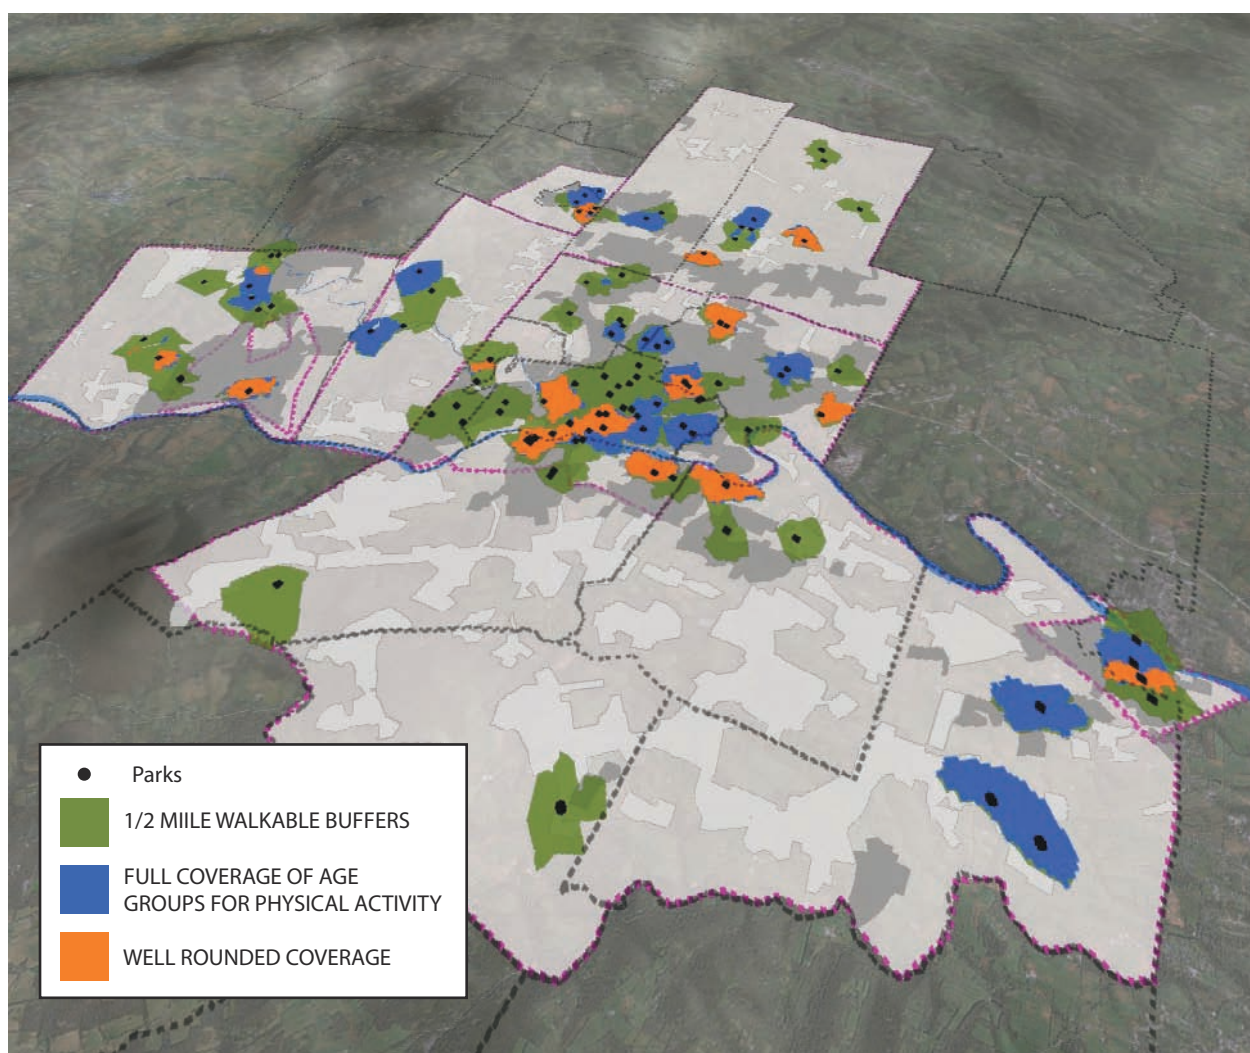 Parks
1/2 MIILE WALKABLE BUFFERS
FULL COVERAGE OF AGE
GROUPS FOR PHYSICAL ACTIVITY
WELL ROUNDED COVERAGE